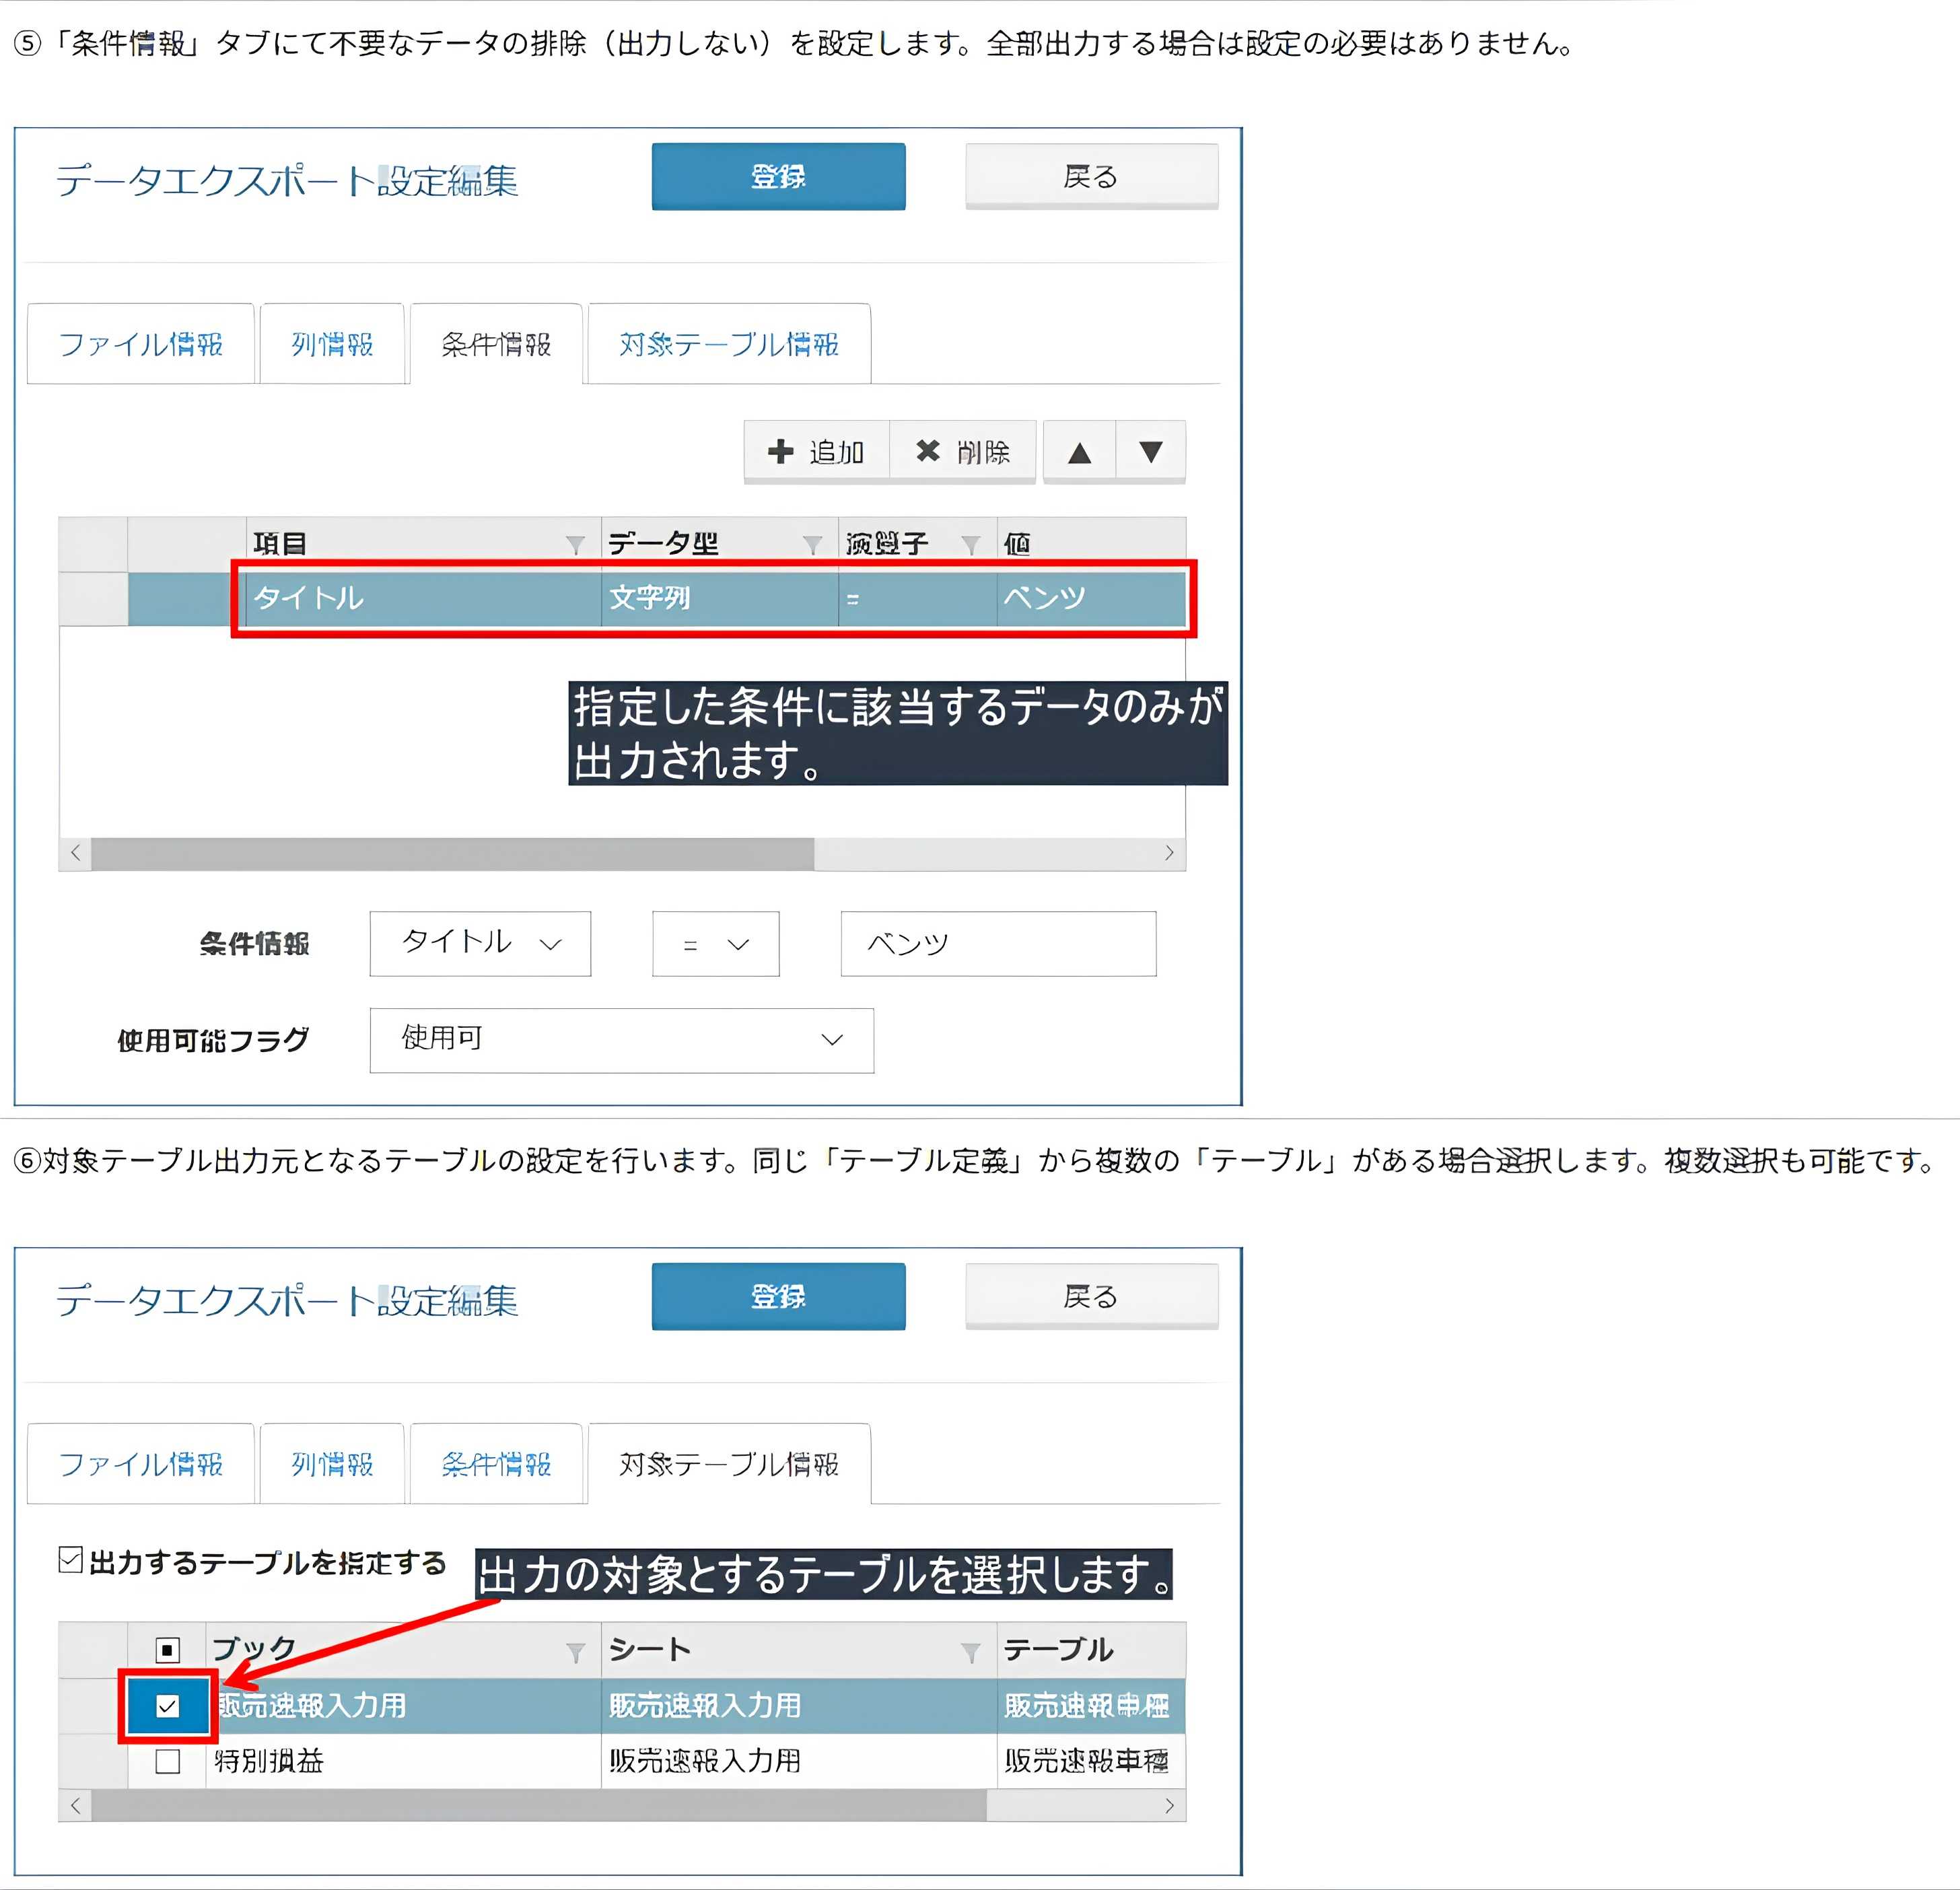 ⑤「条件情報」タブにて不要なデータの排除（出力しない）を設定します。全部出力する場合は設定の必要はありません。
データエクスポート設定編集 登録 戻る
ファイル情報 列情報 条件情報 対象テーブル情報
追加 削除 ▲ ▼
項目 データ型 演算子 値
タイトル 文字列 = ベンツ
指定した条件に該当するデータのみが
出力されます。
条件情報 タイトル = ベンツ
使用可能フラグ 使用可
⑥対象テーブル出力元となるテーブルの設定を行います。同じ「テーブル定義」から複数の「テーブル」がある場合選択します。複数選択も可能です。
データエクスポート設定編集 登録 戻る
ファイル情報 列情報 条件情報 対象テーブル情報
出力するテーブルを指定する 出力の対象とするテーブルを選択します。
ブック シート テーブル
販売速報入力用 販売速報入力用 販売速報車種
特別損益 販売速報入力用 販売速報車種